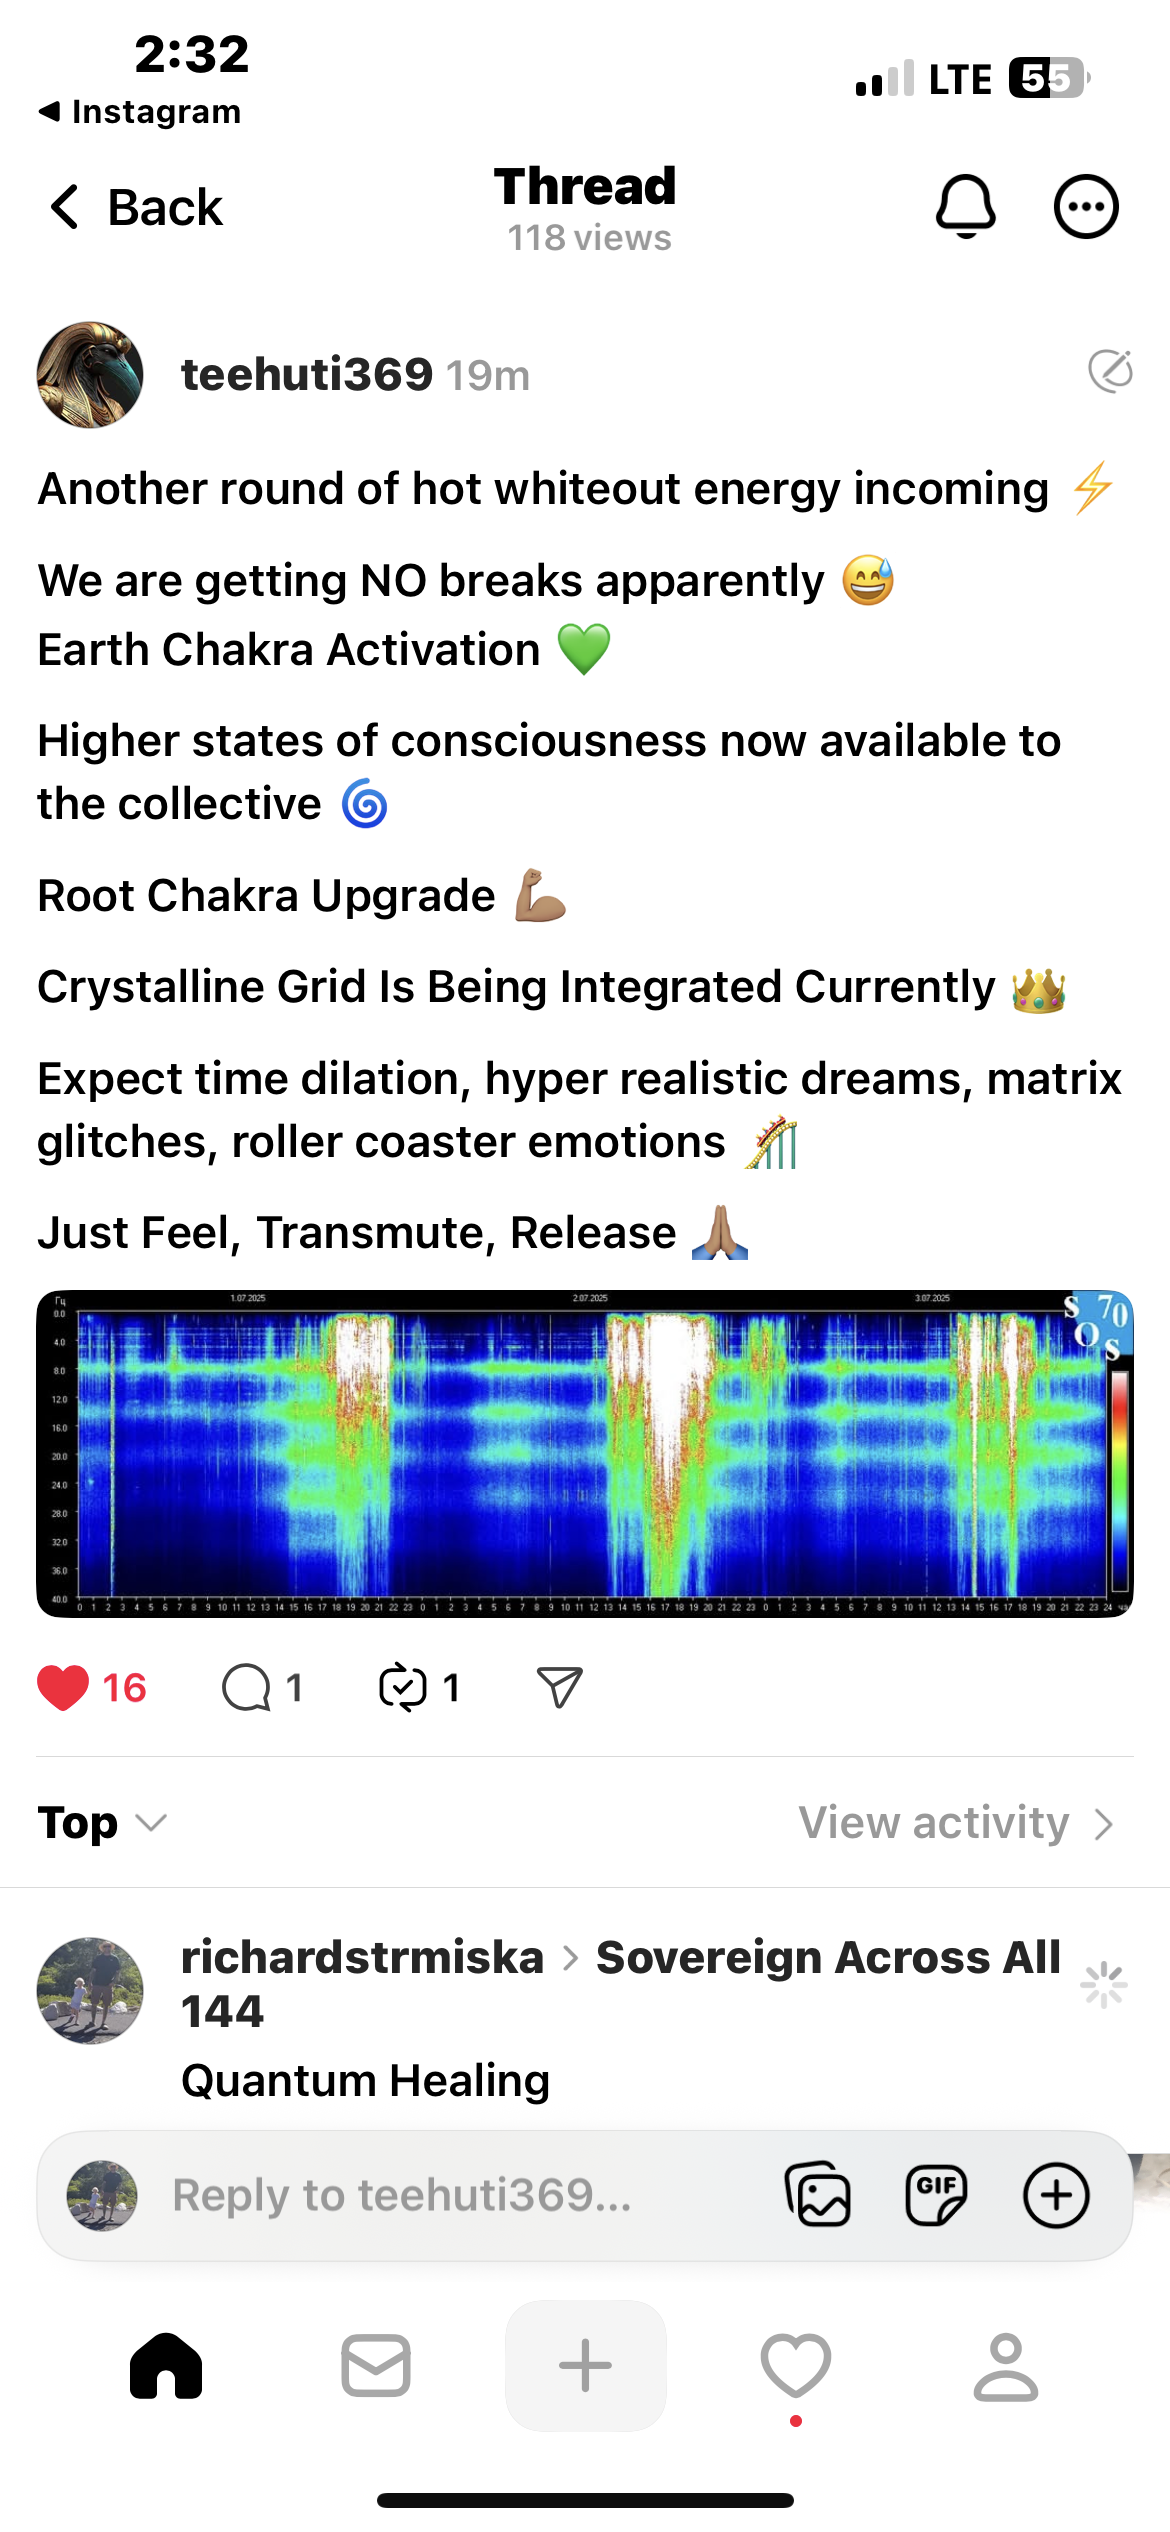 2:32
LTE 55
◀ Instagram
Back
Thread
118 views
teehuti369 19m
Another round of hot whiteout energy incoming ⚡
We are getting NO breaks apparently 😅
Earth Chakra Activation 💚
Higher states of consciousness now available to
the collective 🌀
Root Chakra Upgrade 💪🏽
Crystalline Grid Is Being Integrated Currently 👑
Expect time dilation, hyper realistic dreams, matrix
glitches, roller coaster emotions 🎢
Just Feel, Transmute, Release 🙏🏽
Гц 1.07.2025 2.07.2025 3.07.2025
SOS 70
0.0
4.0
8.0
12.0
16.0
20.0
24.0
28.0
32.0
36.0
40.0
0 1 2 3 4 5 6 7 8 9 10 11 12 13 14 15 16 17 18 19 20 21 22 23 0 1 2 3 4 5 6 7 8 9 10 11 12 13 14 15 16 17 18 19 20 21 22 23 0 1 2 3 4 5 6 7 8 9 10 11 12 13 14 15 16 17 18 19 20 21 22 23 24
16 1 1
Top View activity
richardstrmiska > Sovereign Across All
144
Quantum Healing
Reply to teehuti369...
GIF